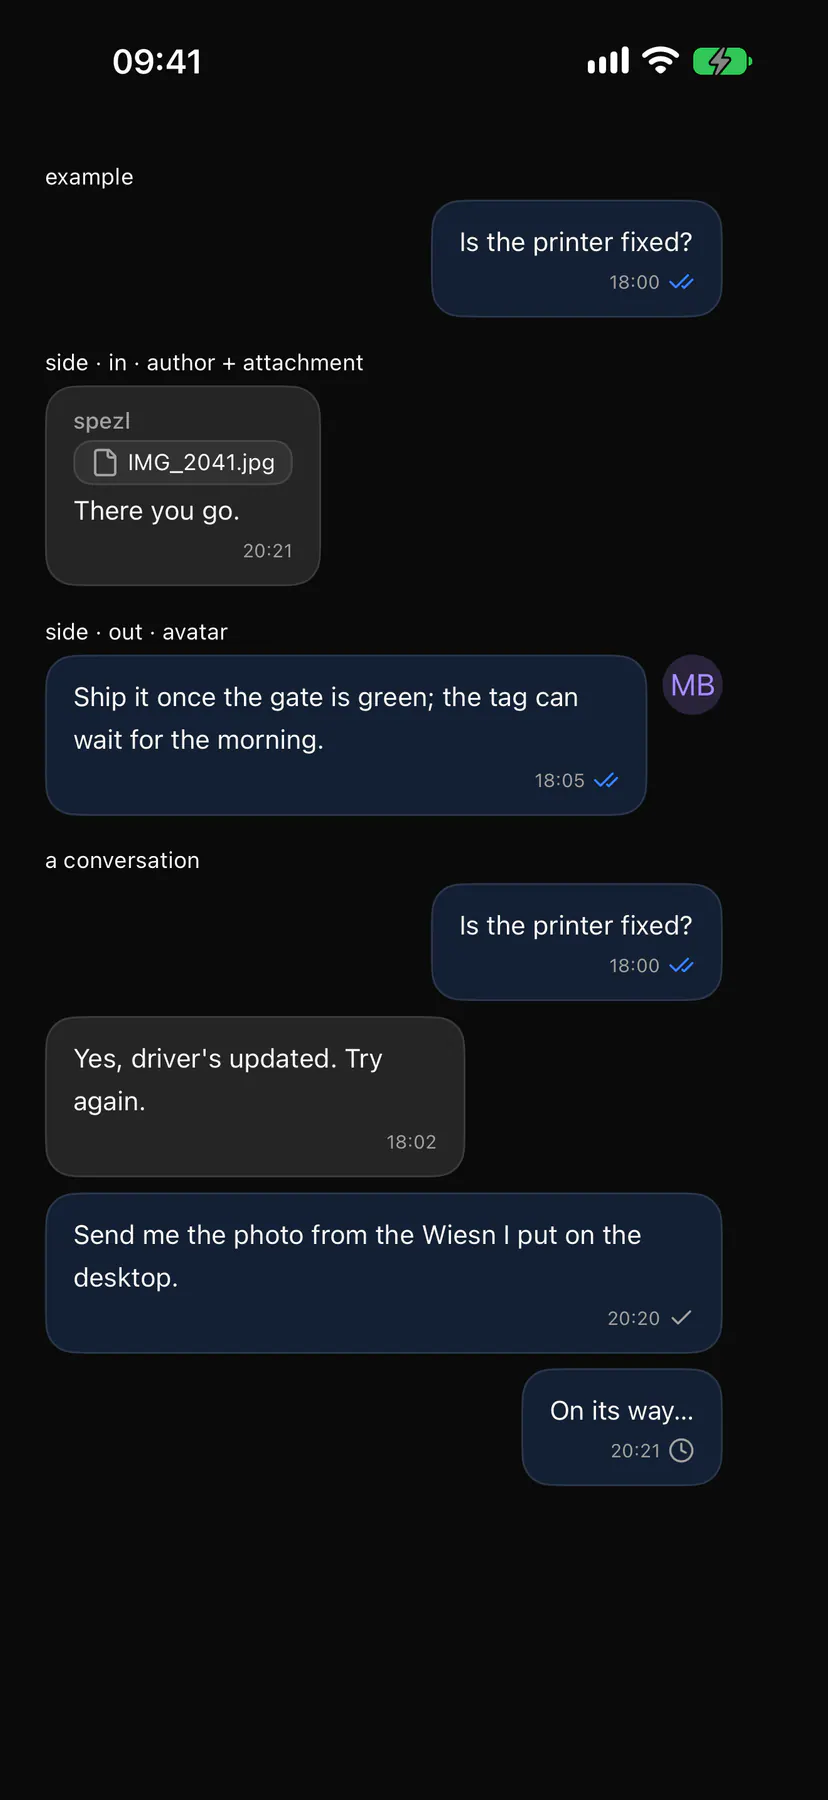 09:41
example
Is the printer fixed?
18:00
side · in · author + attachment
spezl
IMG_2041.jpg
There you go.
20:21
side · out · avatar
Ship it once the gate is green; the tag can
wait for the morning.
MB
18:05
a conversation
Is the printer fixed?
18:00
Yes, driver's updated. Try
again.
18:02
Send me the photo from the Wiesn I put on the
desktop.
20:20
On its way…
20:21